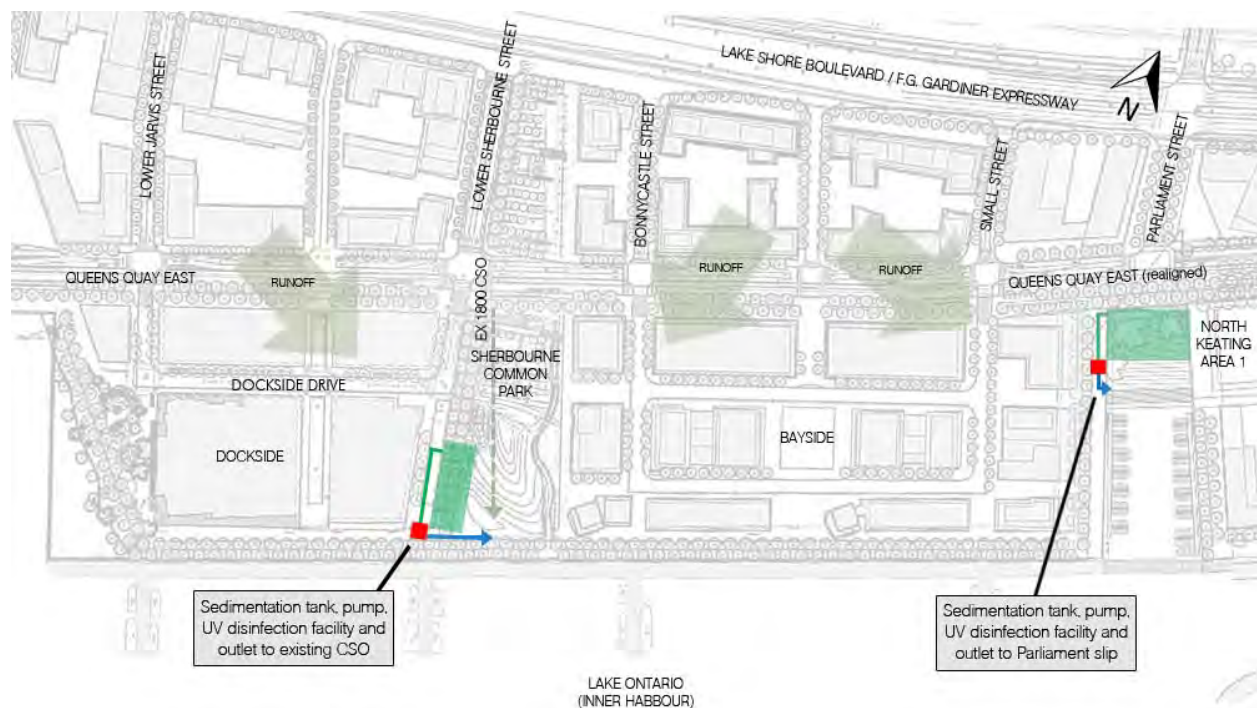 LAKE SHORE BOULEVARD / F.G. GARDINER EXPRESSWAY
N
LOWER JARVIS STREET
LOWER SHERBOURNE STREET
BONNYCASTLE STREET
SMALL STREET
PARLIAMENT STREET
QUEENS QUAY EAST
RUNOFF
RUNOFF
RUNOFF
QUEENS QUAY EAST (realigned)
EX 1800 CSO
SHERBOURNE
COMMON
PARK
NORTH
KEATING
AREA 1
DOCKSIDE DRIVE
DOCKSIDE
BAYSIDE
Sedimentation tank, pump,
UV disinfection facility and
outlet to existing CSO
Sedimentation tank, pump,
UV disinfection facility and
outlet to Parliament slip
LAKE ONTARIO
(INNER HABBOUR)